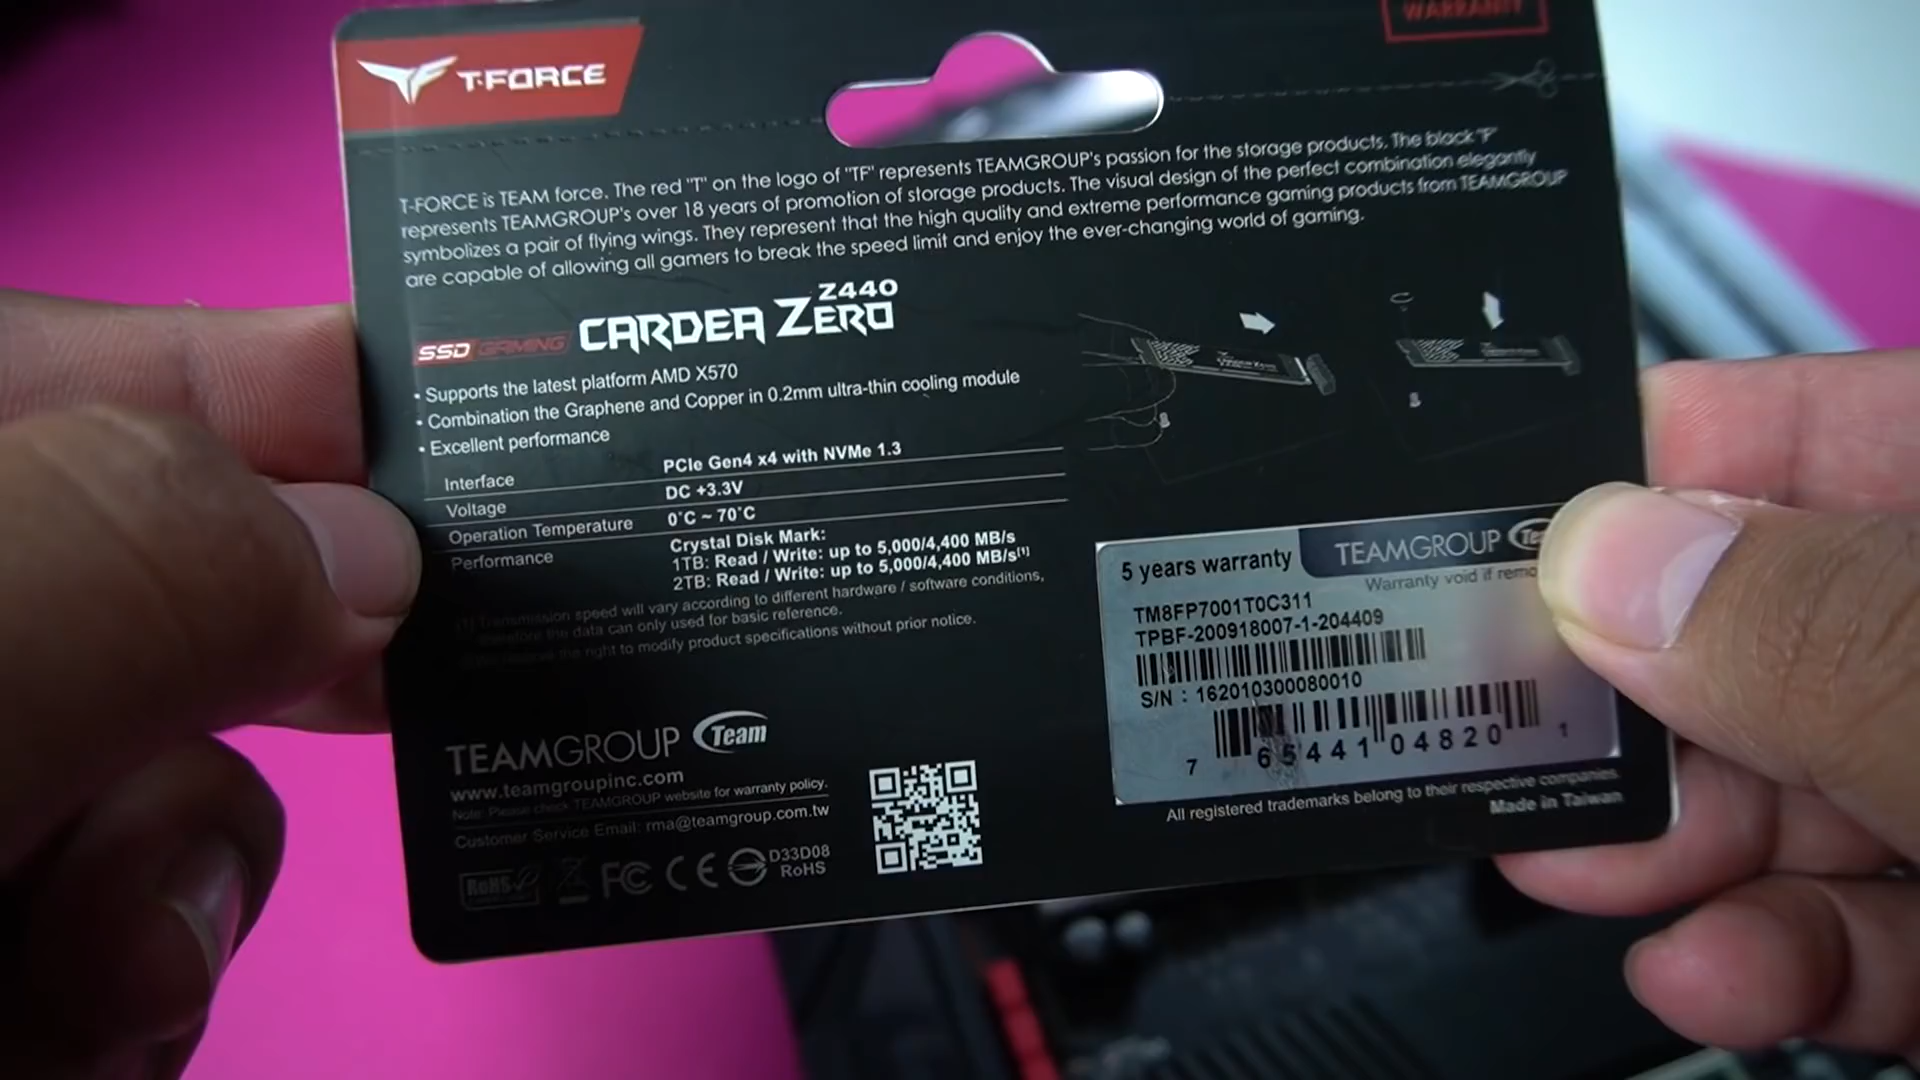 WARRANTY
T-FORCE
T-FORCE is TEAM force. The red "T" on the logo of "TF" represents TEAMGROUP's passion for the storage products. The black "F"
represents TEAMGROUP's over 18 years of promotion of storage products. The visual design of the perfect combination elegantly
symbolizes a pair of flying wings. They represent that the high quality and extreme performance gaming products from TEAMGROUP
are capable of allowing all gamers to break the speed limit and enjoy the ever-changing world of gaming.
SSD GAMING CARDEA ZERO Z440
• Supports the latest platform AMD X570
• Combination the Graphene and Copper in 0.2mm ultra-thin cooling module
• Excellent performance
Interface PCIe Gen4 x4 with NVMe 1.3
Voltage DC +3.3V
Operation Temperature 0°C ~ 70°C
Performance Crystal Disk Mark:
1TB: Read / Write: up to 5,000/4,400 MB/s
2TB: Read / Write: up to 5,000/4,400 MB/s[1]
[1] Transmission speed will vary according to different hardware / software conditions,
therefore the data can only used for basic reference.
We reserve the right to modify product specifications without prior notice.
5 years warranty
TEAMGROUP
Warranty void if
TM8FP7001T0C311
TPBF-200918007-1-204409
S/N : 162010300080010
7 65441 04820 1
All registered trademarks belong to their respective companies.
Made in Taiwan
TEAMGROUP Team
www.teamgroupinc.com
Note: Please check TEAMGROUP website for warranty policy.
Customer Service Email: rma@teamgroup.com.tw
RoHS FC CE D33D08
RoHS